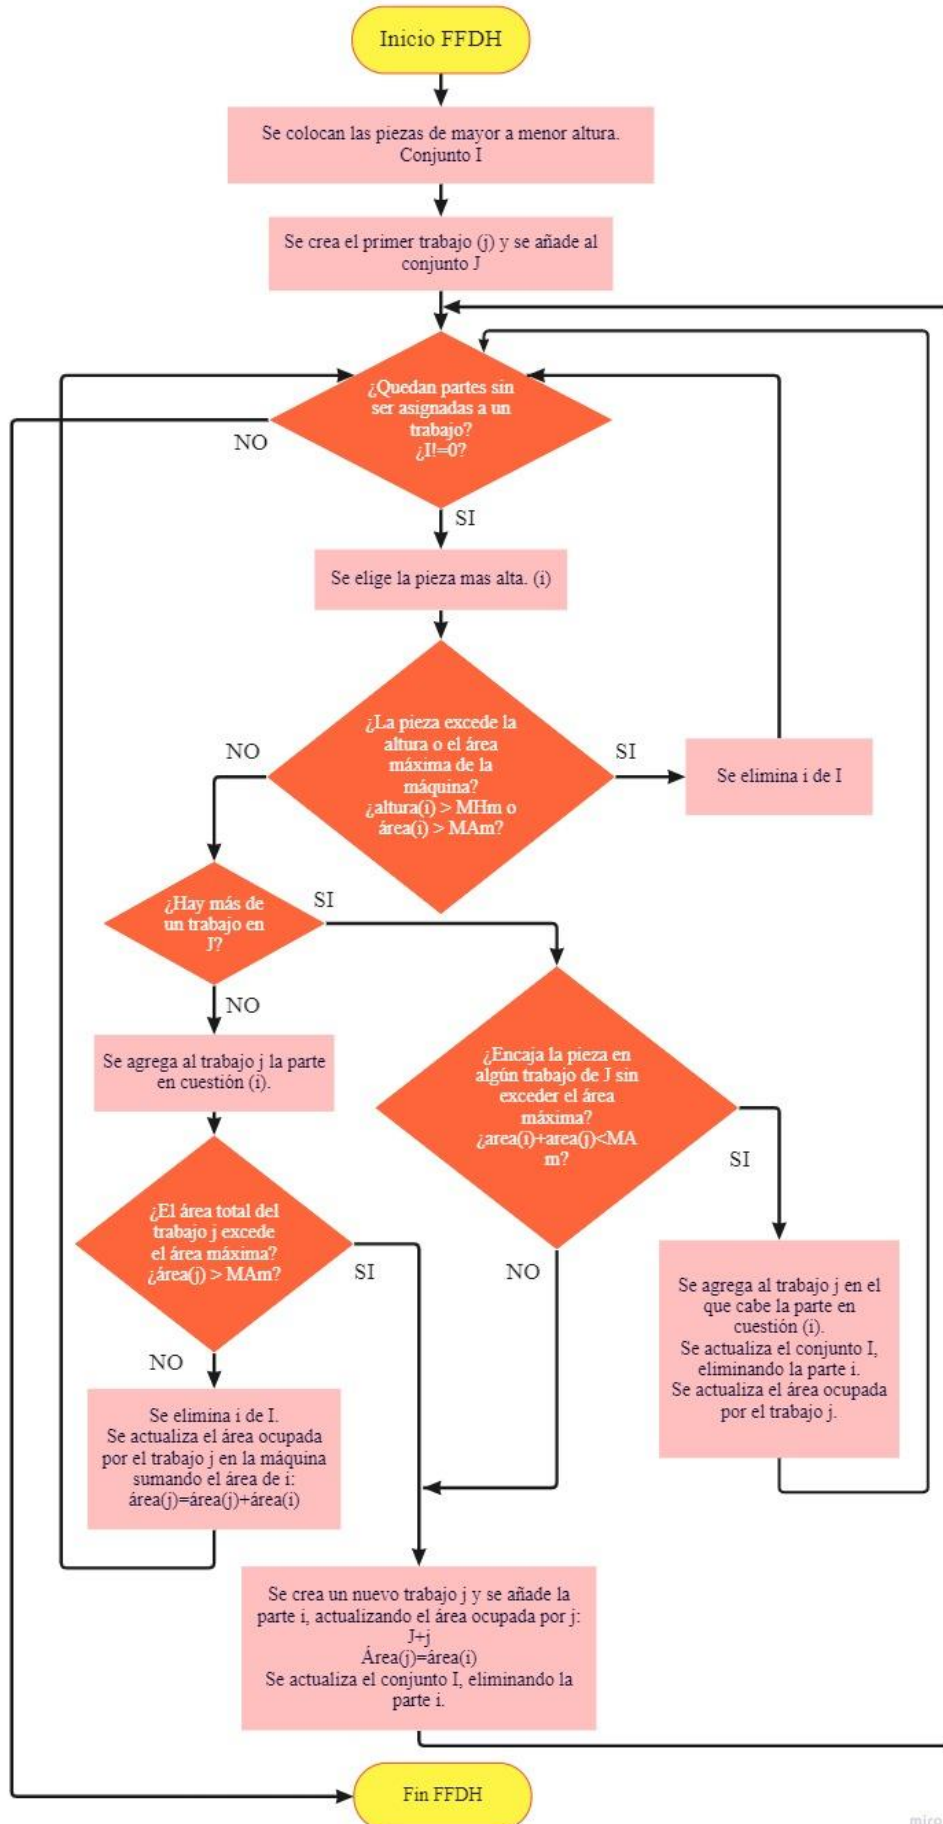 Inicio FFDH
Se colocan las piezas de mayor a menor altura.
Conjunto I
Se crea el primer trabajo (j) y se añade al
conjunto J
¿Quedan partes sin
ser asignadas a un
trabajo?
¿I!=0?
NO
SI
Se elige la pieza mas alta. (i)
¿La pieza excede la
altura o el área
máxima de la
máquina?
¿altura(i) > MHm o
área(i) > MAm?
NO
SI
Se elimina i de I
¿Hay más de
un trabajo en
J?
SI
NO
Se agrega al trabajo j la parte
en cuestión (i).
¿Encaja la pieza en
algún trabajo de J sin
exceder el área
máxima?
¿area(i)+area(j)<MA
m?
SI
NO
¿El área total del
trabajo j excede
el área máxima?
¿área(j) > MAm?
SI
NO
Se agrega al trabajo j en el
que cabe la parte en
cuestión (i).
Se actualiza el conjunto I,
eliminando la parte i.
Se actualiza el área ocupada
por el trabajo j.
Se elimina i de I.
Se actualiza el área ocupada
por el trabajo j en la máquina
sumando el área de i:
área(j)=área(j)+área(i)
Se crea un nuevo trabajo j y se añade la
parte i, actualizando el área ocupada por j:
J+j
Área(j)=área(i)
Se actualiza el conjunto I, eliminando la
parte i.
Fin FFDH
miro